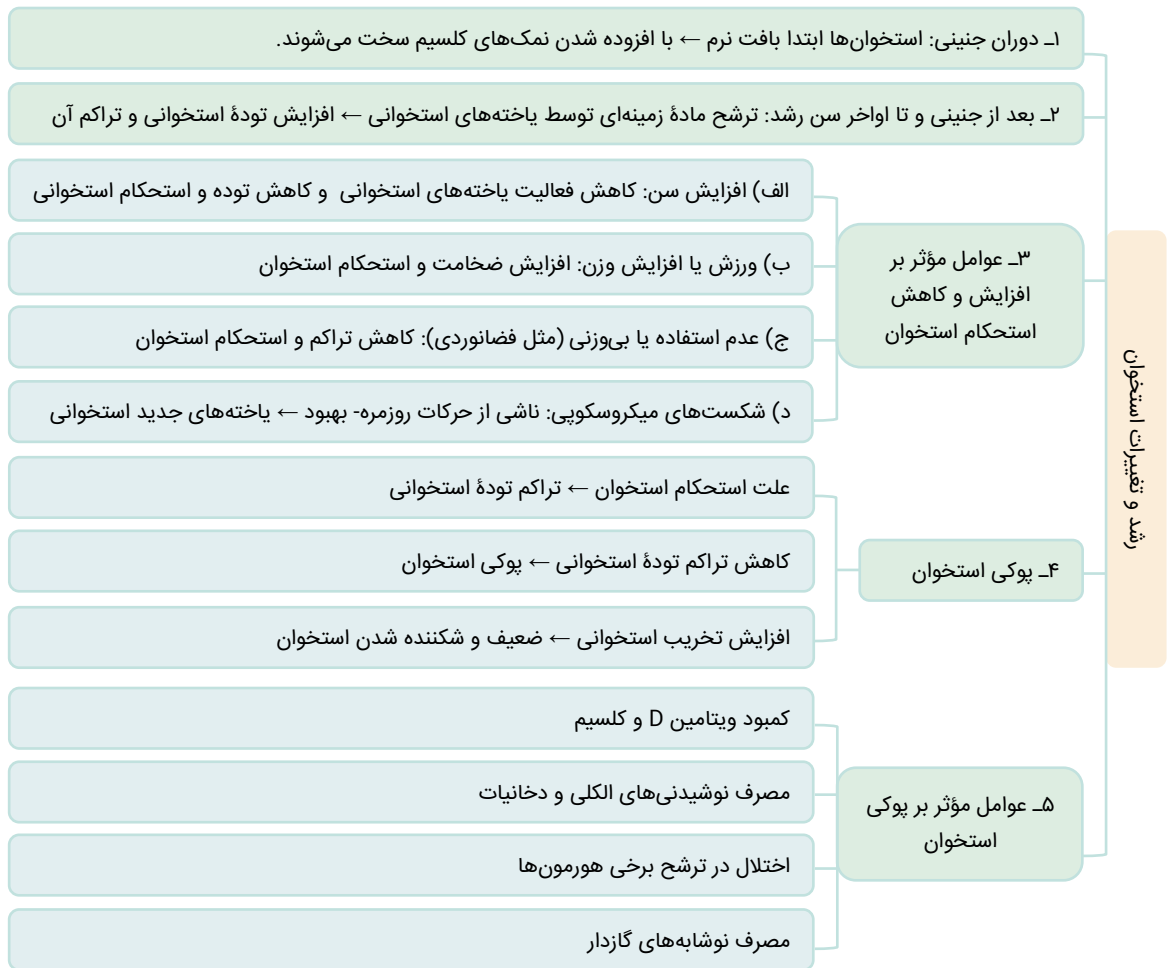 رشد و تغییرات استخوان
۱ـ دوران جنینی: استخوان‌ها ابتدا بافت نرم ← با افزوده شدن نمک‌های کلسیم سخت می‌شوند.
۲ـ بعد از جنینی و تا اواخر سن رشد: ترشح مادهٔ زمینه‌ای توسط یاخته‌های استخوانی ← افزایش تودهٔ استخوانی و تراکم آن
۳ـ عوامل مؤثر بر
افزایش و کاهش
استحکام استخوان
الف) افزایش سن: کاهش فعالیت یاخته‌های استخوانی و کاهش توده و استحکام استخوانی
ب) ورزش یا افزایش وزن: افزایش ضخامت و استحکام استخوان
ج) عدم استفاده یا بی‌وزنی (مثل فضانوردی): کاهش تراکم و استحکام استخوان
د) شکست‌های میکروسکوپی: ناشی از حرکات روزمره- بهبود ← یاخته‌های جدید استخوانی
۴ـ پوکی استخوان
علت استحکام استخوان ← تراکم تودهٔ استخوانی
کاهش تراکم تودهٔ استخوانی ← پوکی استخوان
افزایش تخریب استخوانی ← ضعیف و شکننده شدن استخوان
۵ـ عوامل مؤثر بر پوکی
استخوان
کمبود ویتامین D و کلسیم
مصرف نوشیدنی‌های الکلی و دخانیات
اختلال در ترشح برخی هورمون‌ها
مصرف نوشابه‌های گازدار